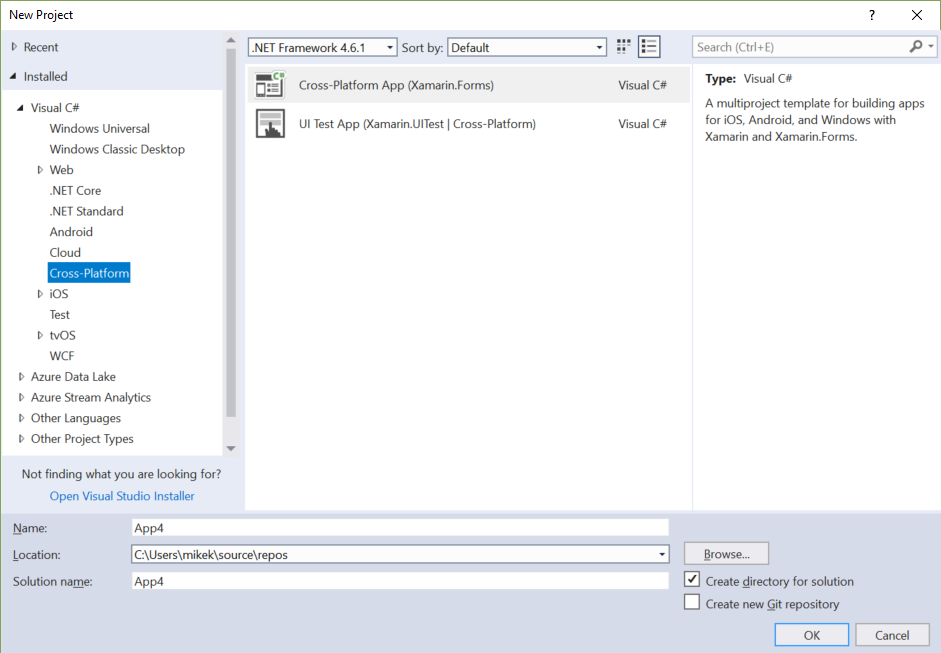 New Project
?
Recent
Installed
Visual C#
Windows Universal
Windows Classic Desktop
Web
.NET Core
.NET Standard
Android
Cloud
Cross-Platform
iOS
Test
tvOS
WCF
Azure Data Lake
Azure Stream Analytics
Other Languages
Other Project Types
Not finding what you are looking for?
Open Visual Studio Installer
.NET Framework 4.6.1 Sort by: Default
Cross-Platform App (Xamarin.Forms) Visual C#
UI Test App (Xamarin.UITest | Cross-Platform) Visual C#
Search (Ctrl+E)
Type: Visual C#
A multiproject template for building apps
for iOS, Android, and Windows with
Xamarin and Xamarin.Forms.
Name: App4
Location: C:\Users\mikek\source\repos Browse...
Solution name: App4
Create directory for solution
Create new Git repository
OK Cancel